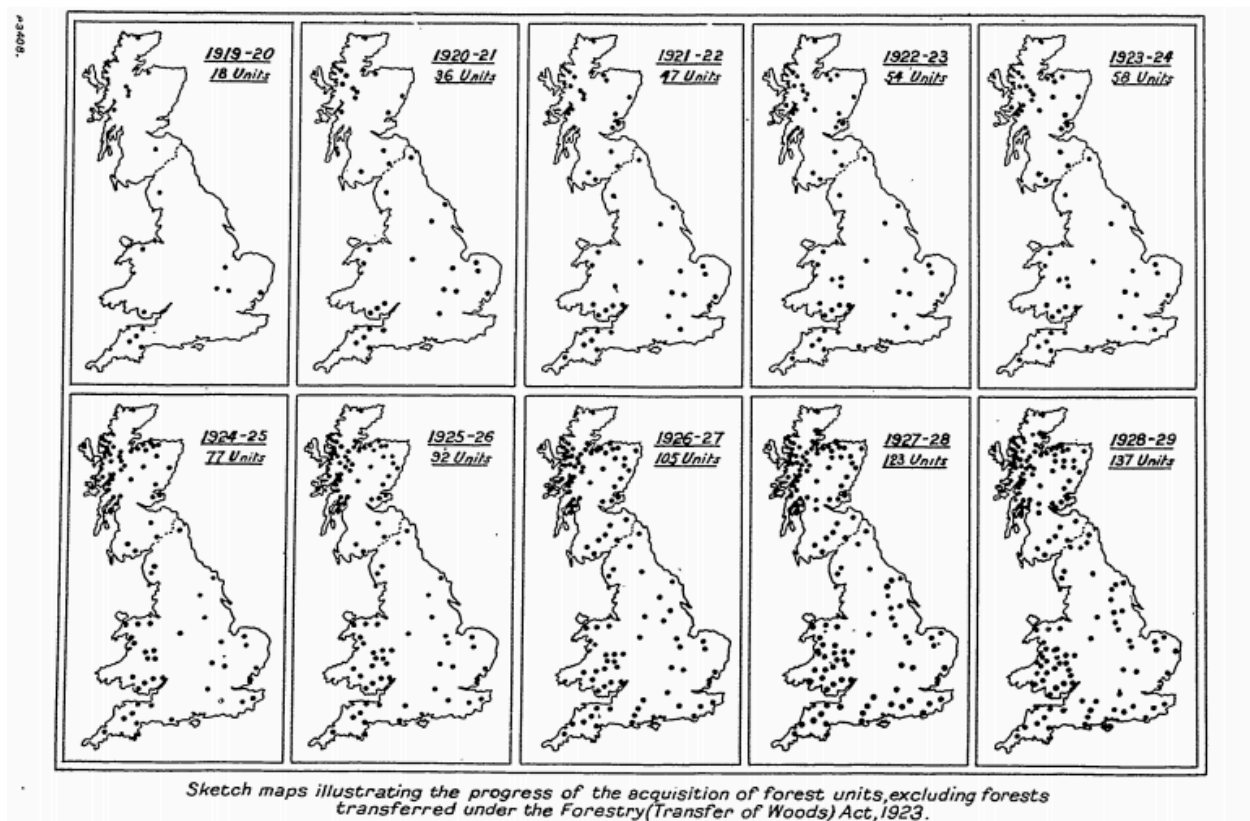 P3408.
1919-20
18 Units
1920-21
36 Units
1921-22
47 Units
1922-23
54 Units
1923-24
58 Units
1924-25
77 Units
1925-26
92 Units
1926-27
105 Units
1927-28
123 Units
1928-29
137 Units
Sketch maps illustrating the progress of the acquisition of forest units,excluding forests
transferred under the Forestry(Transfer of Woods)Act,1923.